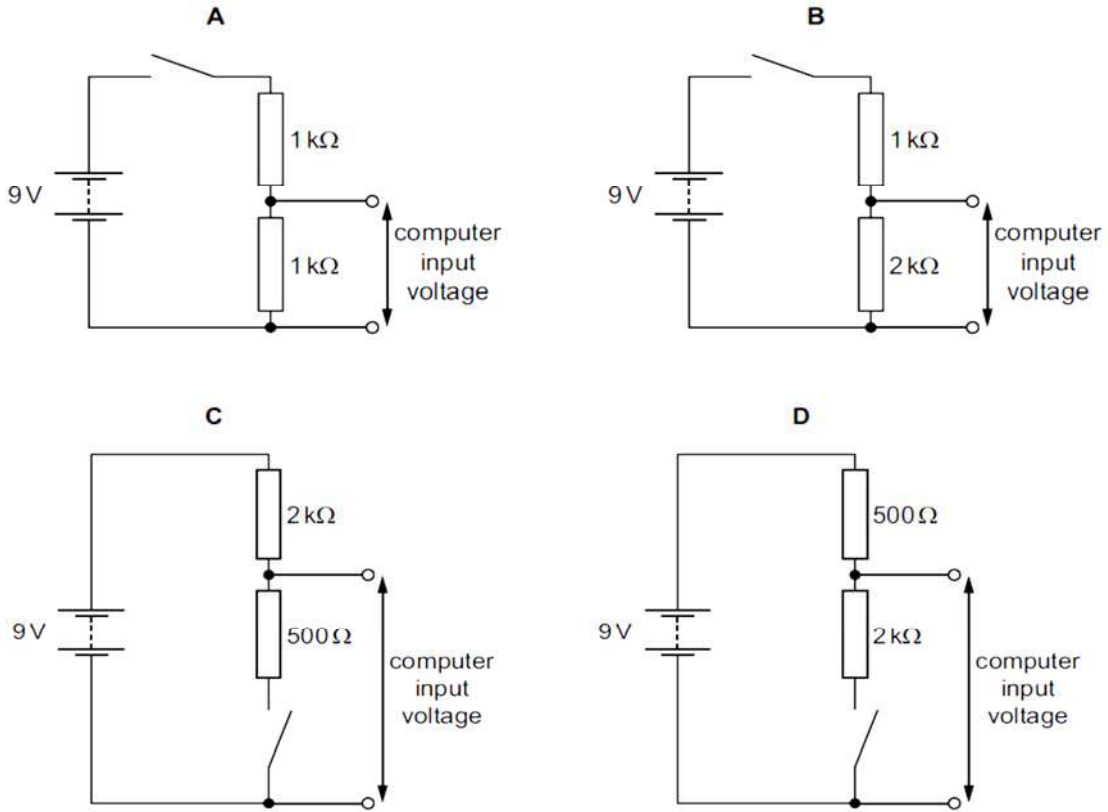 A
B
9 V
1 kΩ
1 kΩ
computer
input
voltage
9 V
1 kΩ
2 kΩ
computer
input
voltage
C
D
9 V
2 kΩ
500 Ω
computer
input
voltage
9 V
500 Ω
2 kΩ
computer
input
voltage